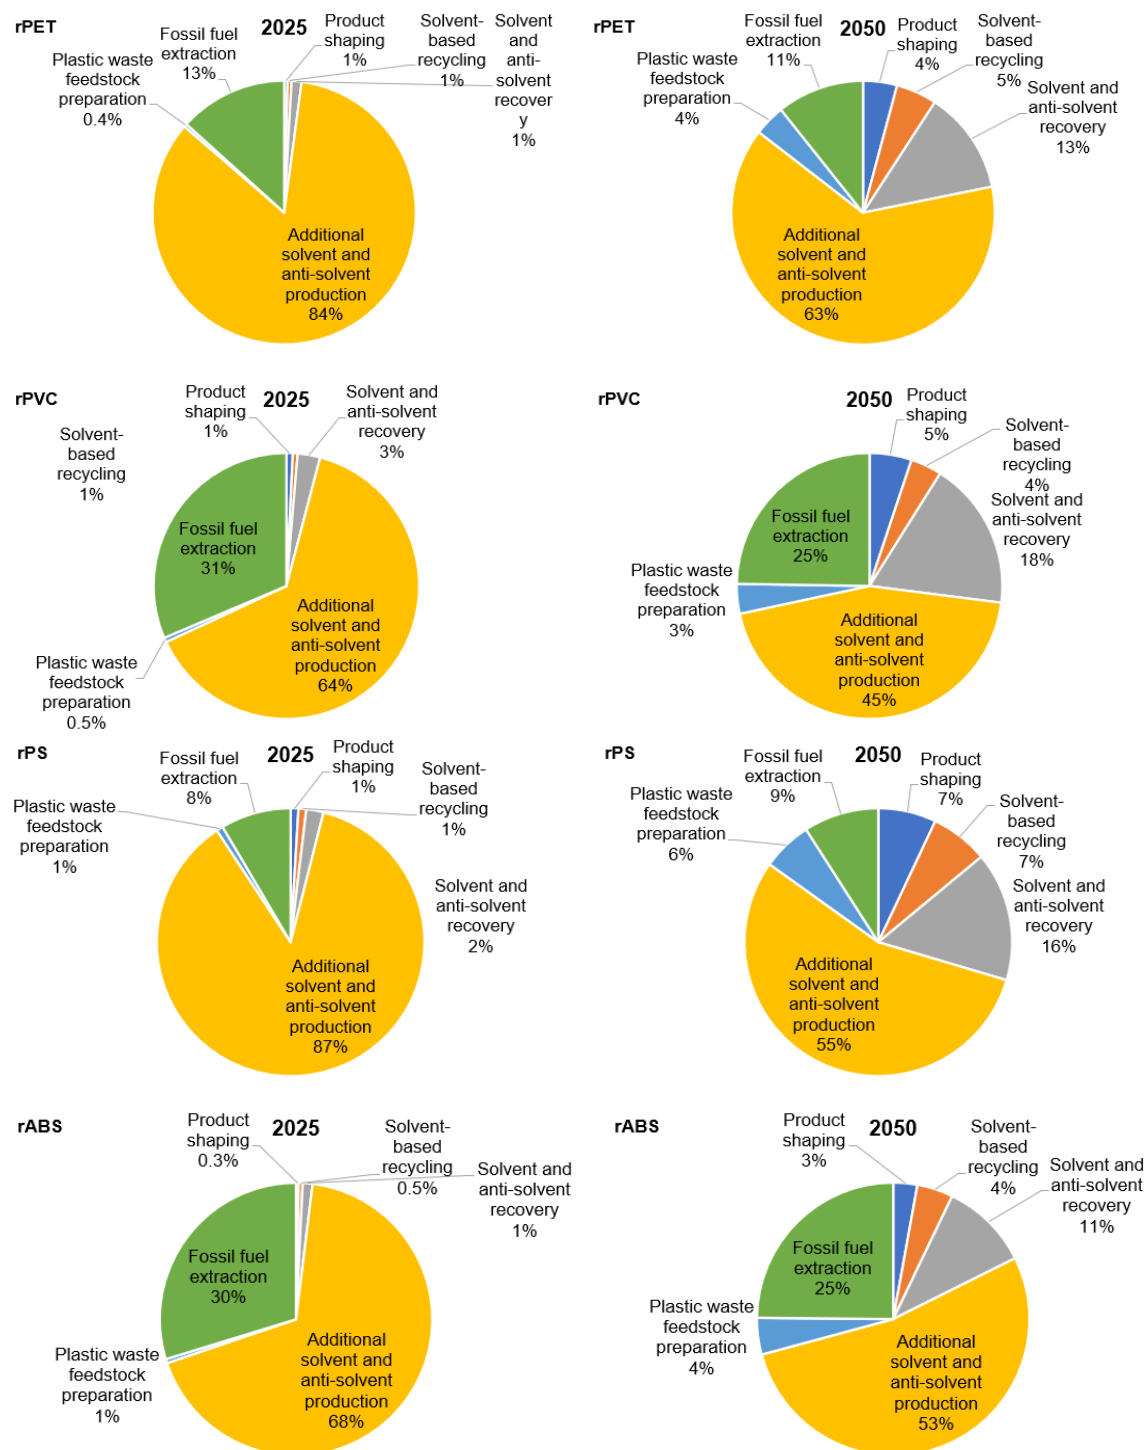 rPET
2025
Plastic waste
feedstock
preparation
0.4%
Fossil fuel
extraction
13%
Product
shaping
1%
Solvent-
based
recycling
1%
Solvent
and
anti-
solvent
recover
y
1%
Additional
solvent and
anti-solvent
production
84%
rPET
2050
Plastic waste
feedstock
preparation
4%
Fossil fuel
extraction
11%
Product
shaping
4%
Solvent-
based
recycling
5%
Solvent and
anti-solvent
recovery
13%
Additional
solvent and
anti-solvent
production
63%
rPVC
2025
Solvent-
based
recycling
1%
Product
shaping
1%
Solvent and
anti-solvent
recovery
3%
Fossil fuel
extraction
31%
Additional
solvent and
anti-solvent
production
64%
Plastic waste
feedstock
preparation
0.5%
rPVC
2050
Product
shaping
5%
Solvent-
based
recycling
4%
Solvent and
anti-solvent
recovery
18%
Fossil fuel
extraction
25%
Plastic waste
feedstock
preparation
3%
Additional
solvent and
anti-solvent
production
45%
rPS
2025
Plastic waste
feedstock
preparation
1%
Fossil fuel
extraction
8%
Product
shaping
1%
Solvent-
based
recycling
1%
Solvent and
anti-solvent
recovery
2%
Additional
solvent and
anti-solvent
production
87%
rPS
2050
Plastic waste
feedstock
preparation
6%
Fossil fuel
extraction
9%
Product
shaping
7%
Solvent-
based
recycling
7%
Solvent and
anti-solvent
recovery
16%
Additional
solvent and
anti-solvent
production
55%
rABS
2025
Product
shaping
0.3%
Solvent-
based
recycling
0.5%
Solvent and
anti-solvent
recovery
1%
Fossil fuel
extraction
30%
Plastic waste
feedstock
preparation
1%
Additional
solvent and
anti-solvent
production
68%
rABS
2050
Product
shaping
3%
Solvent-
based
recycling
4%
Solvent and
anti-solvent
recovery
11%
Fossil fuel
extraction
25%
Plastic waste
feedstock
preparation
4%
Additional
solvent and
anti-solvent
production
53%